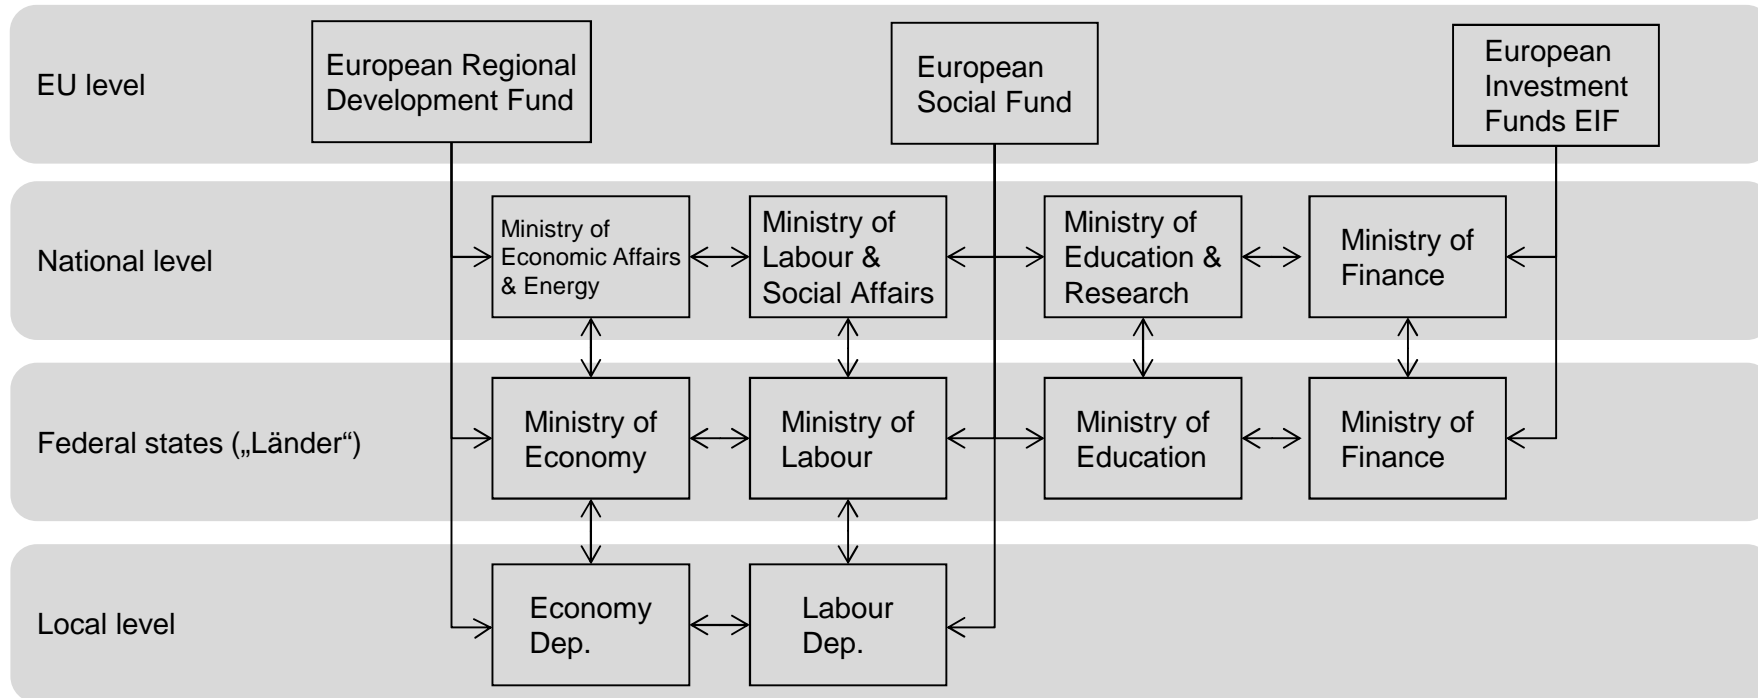 EU level
European Regional
Development Fund
European
Social Fund
European
Investment
Funds EIF
National level
Ministry of
Economic Affairs
& Energy
Ministry of
Labour &
Social Affairs
Ministry of
Education &
Research
Ministry of
Finance
Federal states („Länder“)
Ministry of
Economy
Ministry of
Labour
Ministry of
Education
Ministry of
Finance
Local level
Economy
Dep.
Labour
Dep.